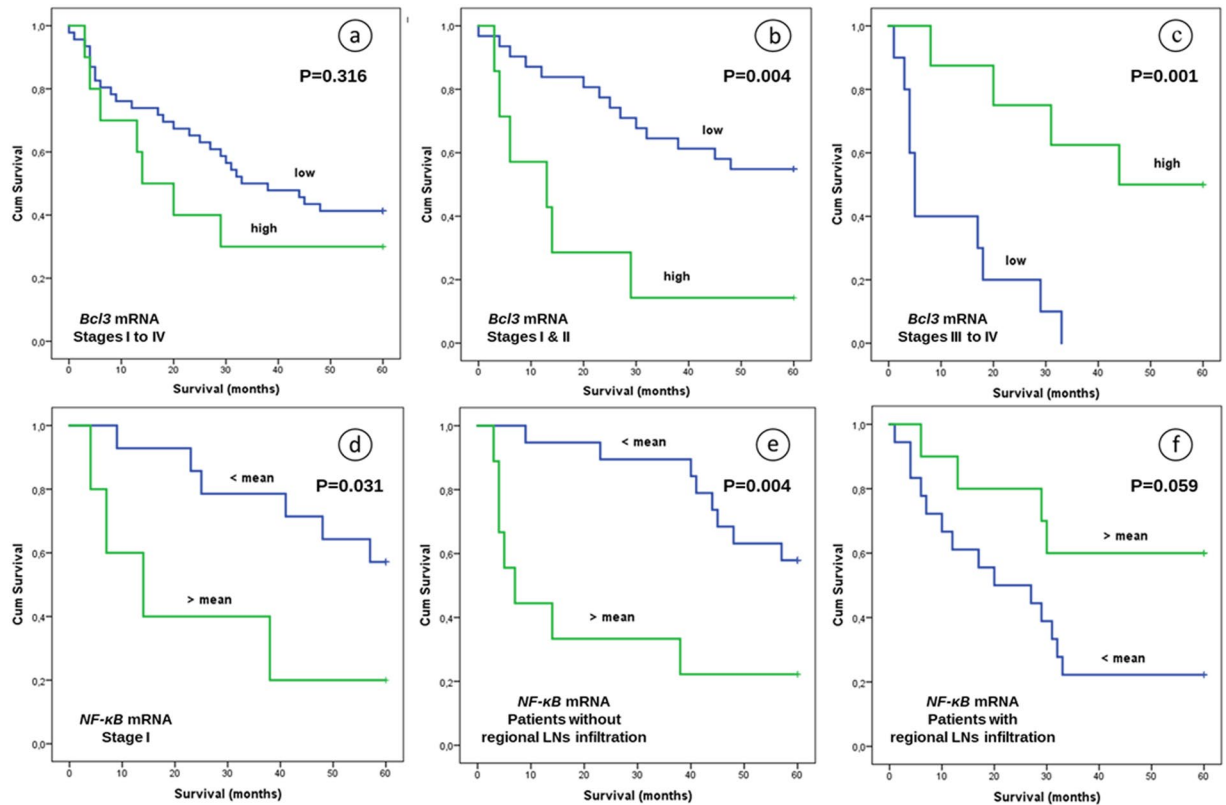 a
P=0.316
1,0
0,8
0,6
0,4
0,2
0,0
Cum Survival
low
high
Bcl3 mRNA
Stages I to IV
0 10 20 30 40 50 60
Survival (months)
b
P=0.004
1,0
0,8
0,6
0,4
0,2
0,0
Cum Survival
low
high
Bcl3 mRNA
Stages I & II
0 10 20 30 40 50 60
Survival (months)
c
P=0.001
1,0
0,8
0,6
0,4
0,2
0,0
Cum Survival
high
low
Bcl3 mRNA
Stages III to IV
0 20 40 60
Survival (months)
d
P=0.031
1,0
0,8
0,6
0,4
0,2
0,0
Cum Survival
< mean
> mean
NF-κB mRNA
Stage I
0 10 20 30 40 50 60
Survival (months)
e
P=0.004
1,0
0,8
0,6
0,4
0,2
0,0
Cum Survival
< mean
> mean
NF-κB mRNA
Patients without
regional LNs infiltration
0 10 20 30 40 50 60
Survival (months)
f
P=0.059
1,0
0,8
0,6
0,4
0,2
0,0
Cum Survival
> mean
< mean
NF-κB mRNA
Patients with
regional LNs infiltration
0 10 20 30 40 50 60
Survival (months)